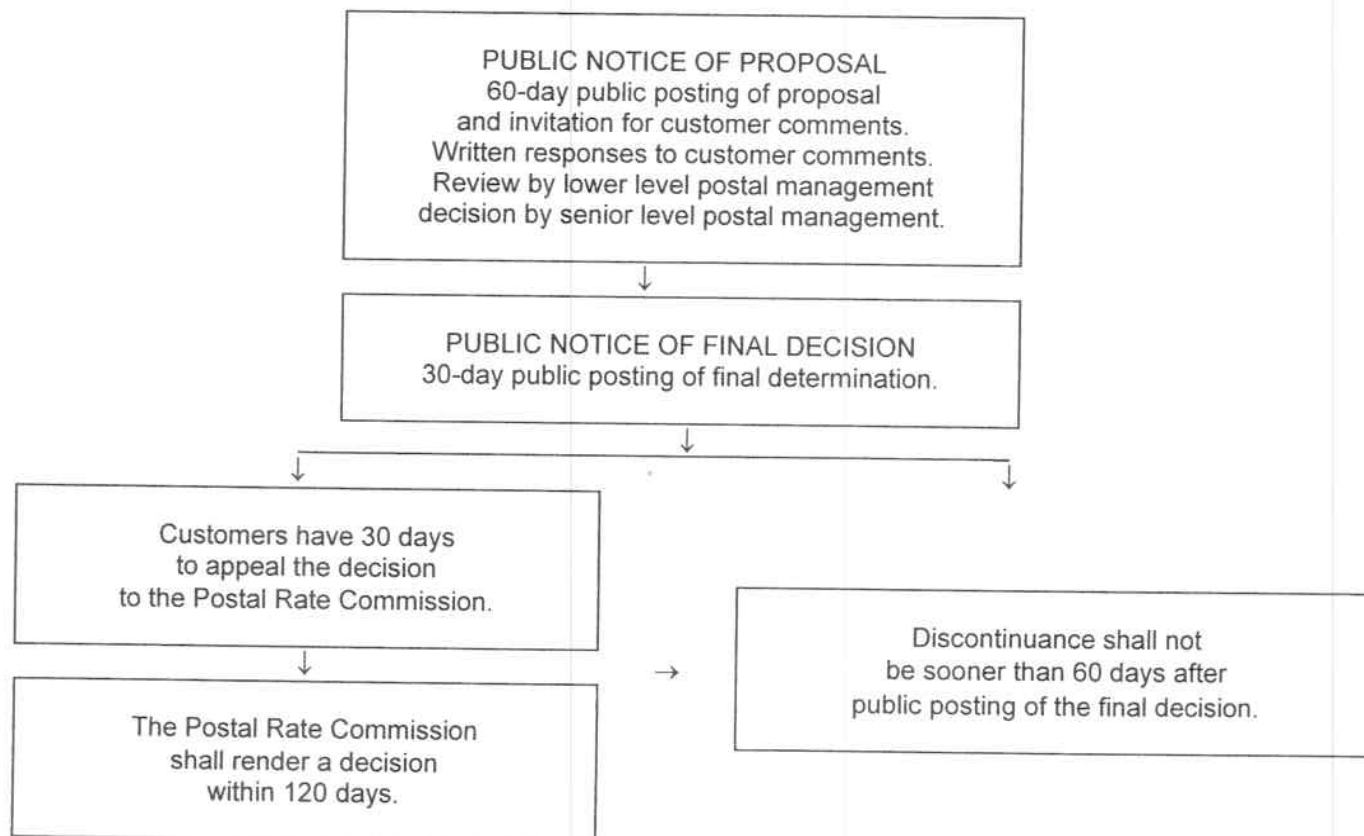 PUBLIC NOTICE OF PROPOSAL
60-day public posting of proposal
and invitation for customer comments.
Written responses to customer comments.
Review by lower level postal management
decision by senior level postal management.
↓
PUBLIC NOTICE OF FINAL DECISION
30-day public posting of final determination.
↓
↓ ↓
Customers have 30 days
to appeal the decision
to the Postal Rate Commission.
↓
→
The Postal Rate Commission
shall render a decision
within 120 days.
Discontinuance shall not
be sooner than 60 days after
public posting of the final decision.